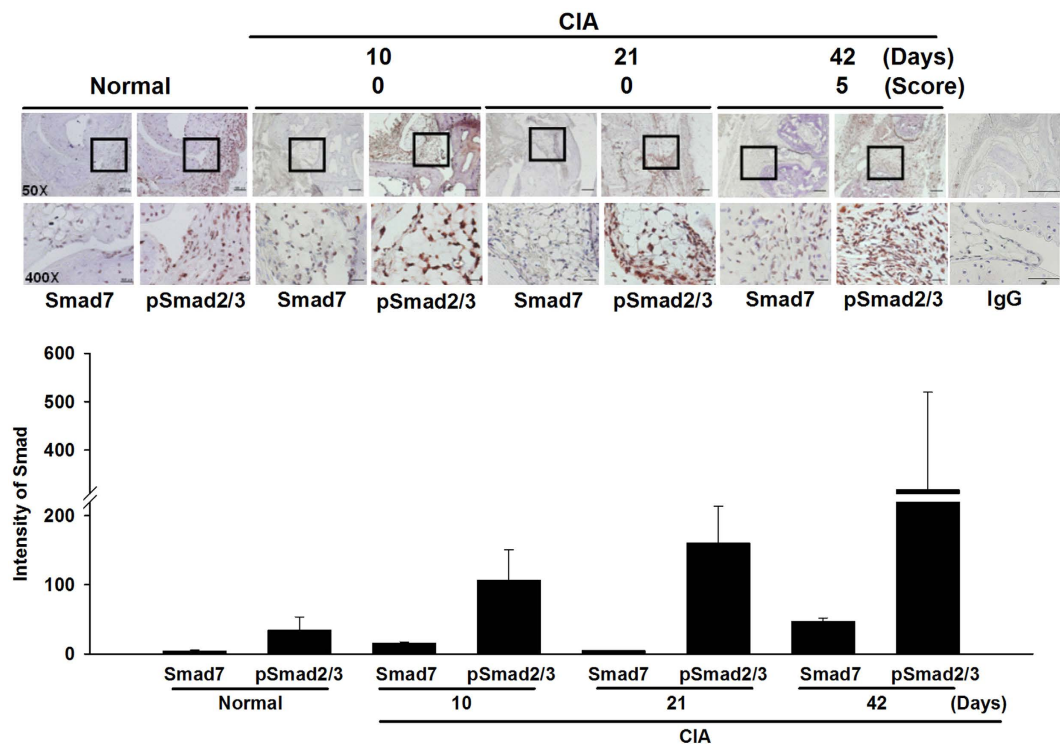 CIA
10 21 42 (Days)
Normal 0 0 5 (Score)
50X
400X
Smad7 pSmad2/3 Smad7 pSmad2/3 Smad7 pSmad2/3 Smad7 pSmad2/3 IgG
600
500
400
200
100
0
Intensity of Smad
Smad7 pSmad2/3 Smad7 pSmad2/3 Smad7 pSmad2/3 Smad7 pSmad2/3
Normal 10 21 42 (Days)
CIA